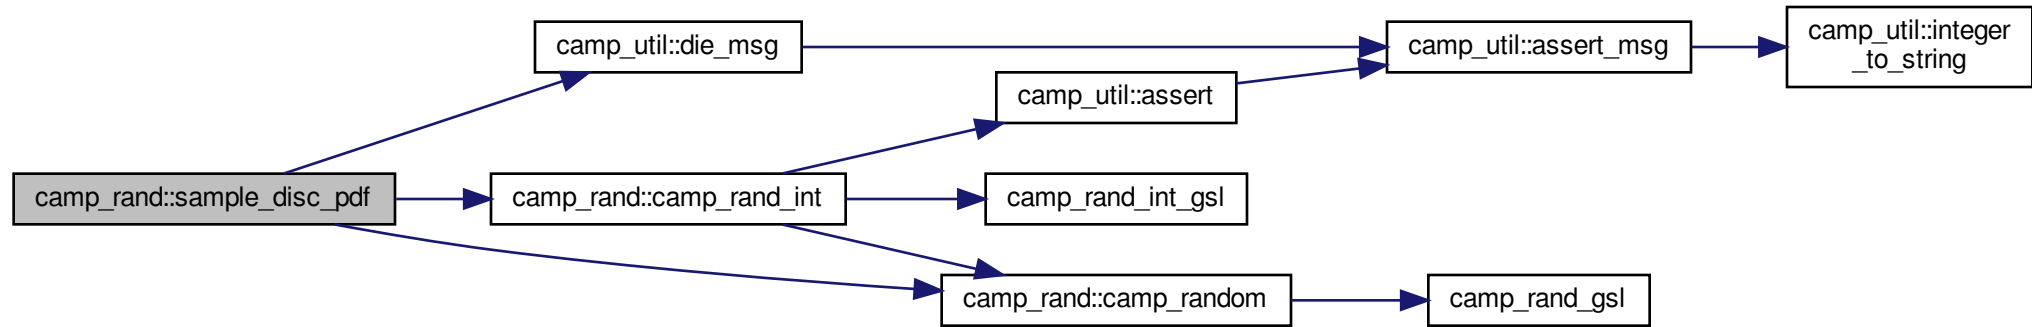 camp_util::die_msg
camp_util::assert_msg
camp_util::integer
_to_string
camp_util::assert
camp_rand::sample_disc_pdf
camp_rand::camp_rand_int
camp_rand_int_gsl
camp_rand::camp_random
camp_rand_gsl